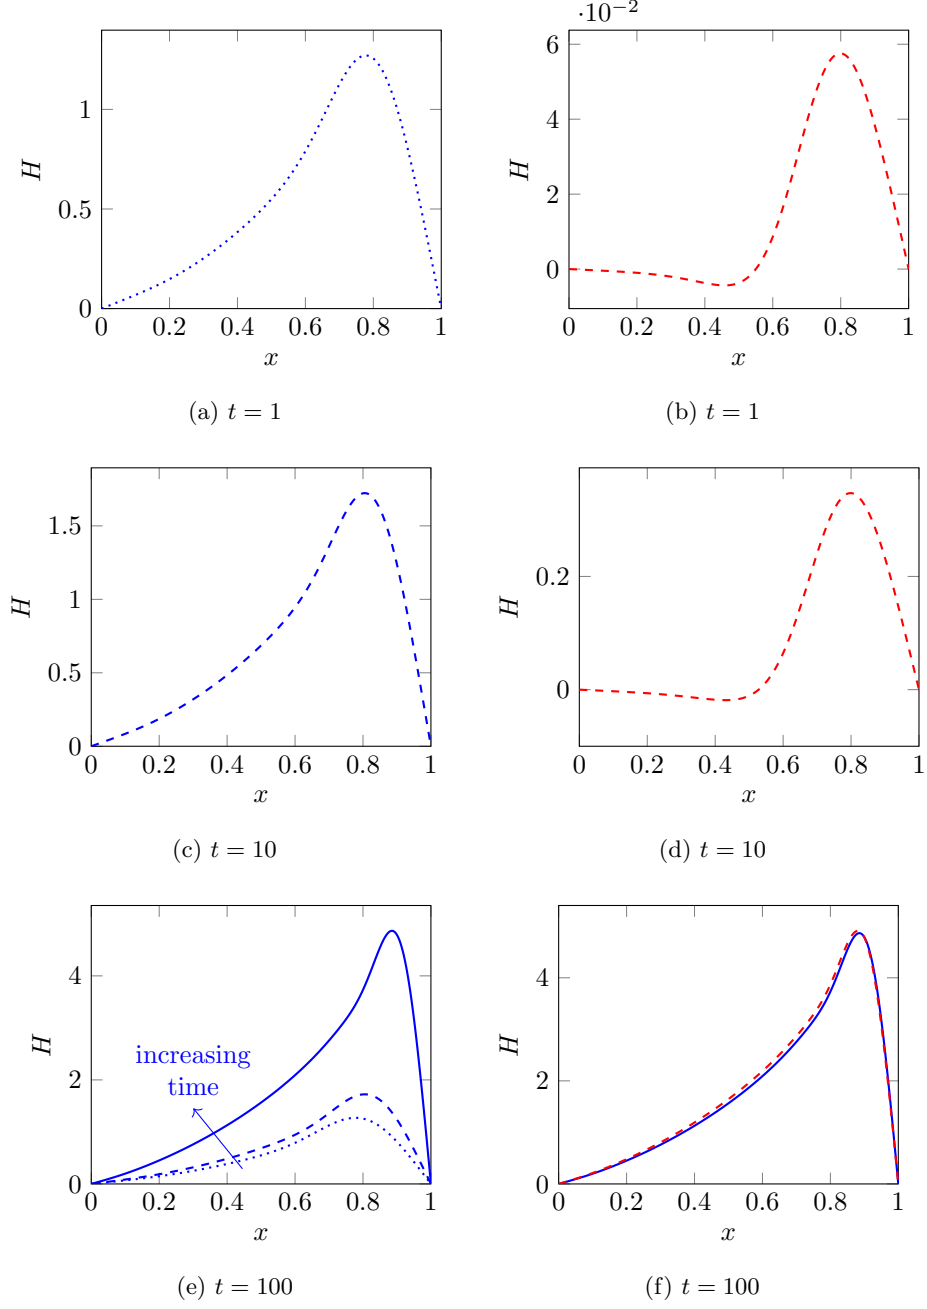 ·10−2
1
0.5
0
H
0 0.2 0.4 0.6 0.8 1
x
(a) t = 1
6
4
2
0
H
0 0.2 0.4 0.6 0.8 1
x
(b) t = 1
1.5
1
0.5
0
H
0 0.2 0.4 0.6 0.8 1
x
(c) t = 10
0.2
0
H
0 0.2 0.4 0.6 0.8 1
x
(d) t = 10
4
2
0
H
increasing
time
0 0.2 0.4 0.6 0.8 1
x
(e) t = 100
4
2
0
H
0 0.2 0.4 0.6 0.8 1
x
(f) t = 100